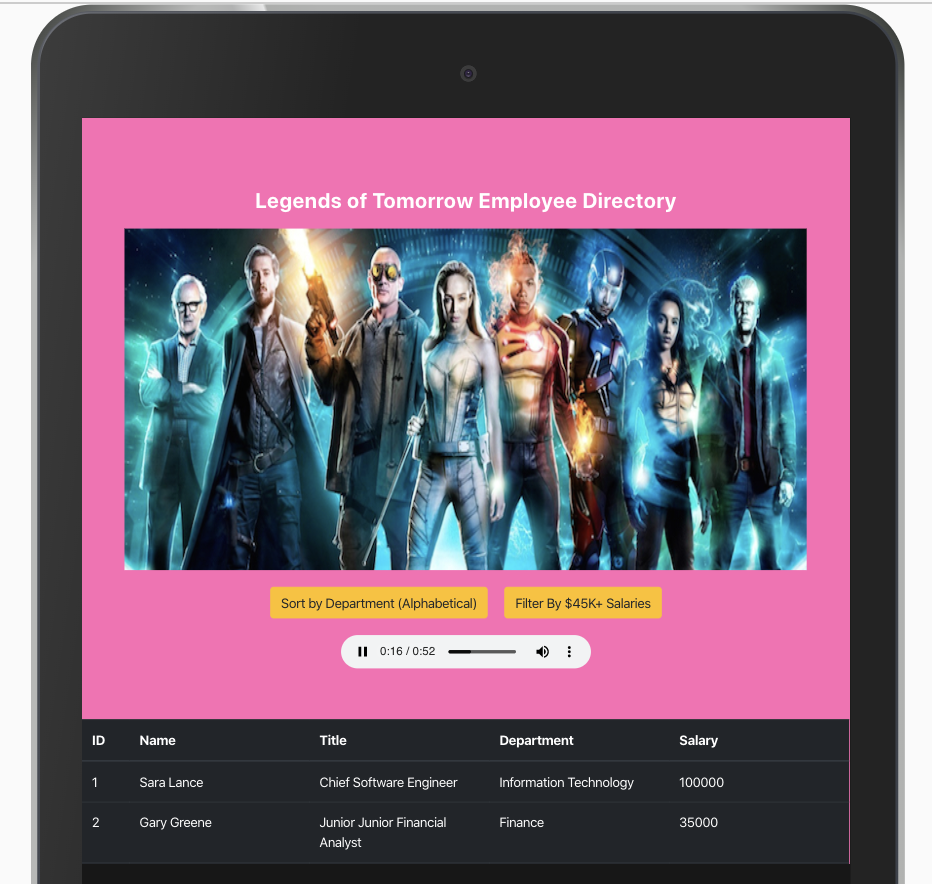 Legends of Tomorrow Employee Directory
Sort by Department (Alphabetical) Filter By $45K+ Salaries
0:16 / 0:52
ID Name Title Department Salary
1 Sara Lance Chief Software Engineer Information Technology 100000
2 Gary Greene Junior Junior Financial Finance 35000
Analyst